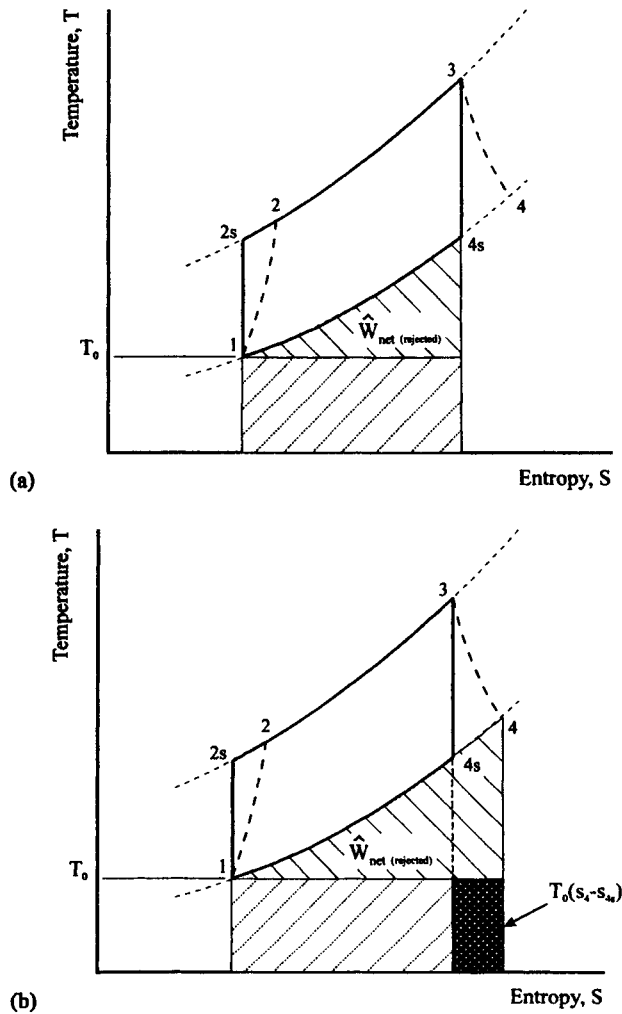 Temperature, T
3
2
4
2s
4s
Ŵnet (rejected)
1
T₀
(a)
Entropy, S
Temperature, T
3
2
4
2s
4s
Ŵnet (rejected)
1
T₀
T₀(s₄-s₄ₛ)
(b)
Entropy, S